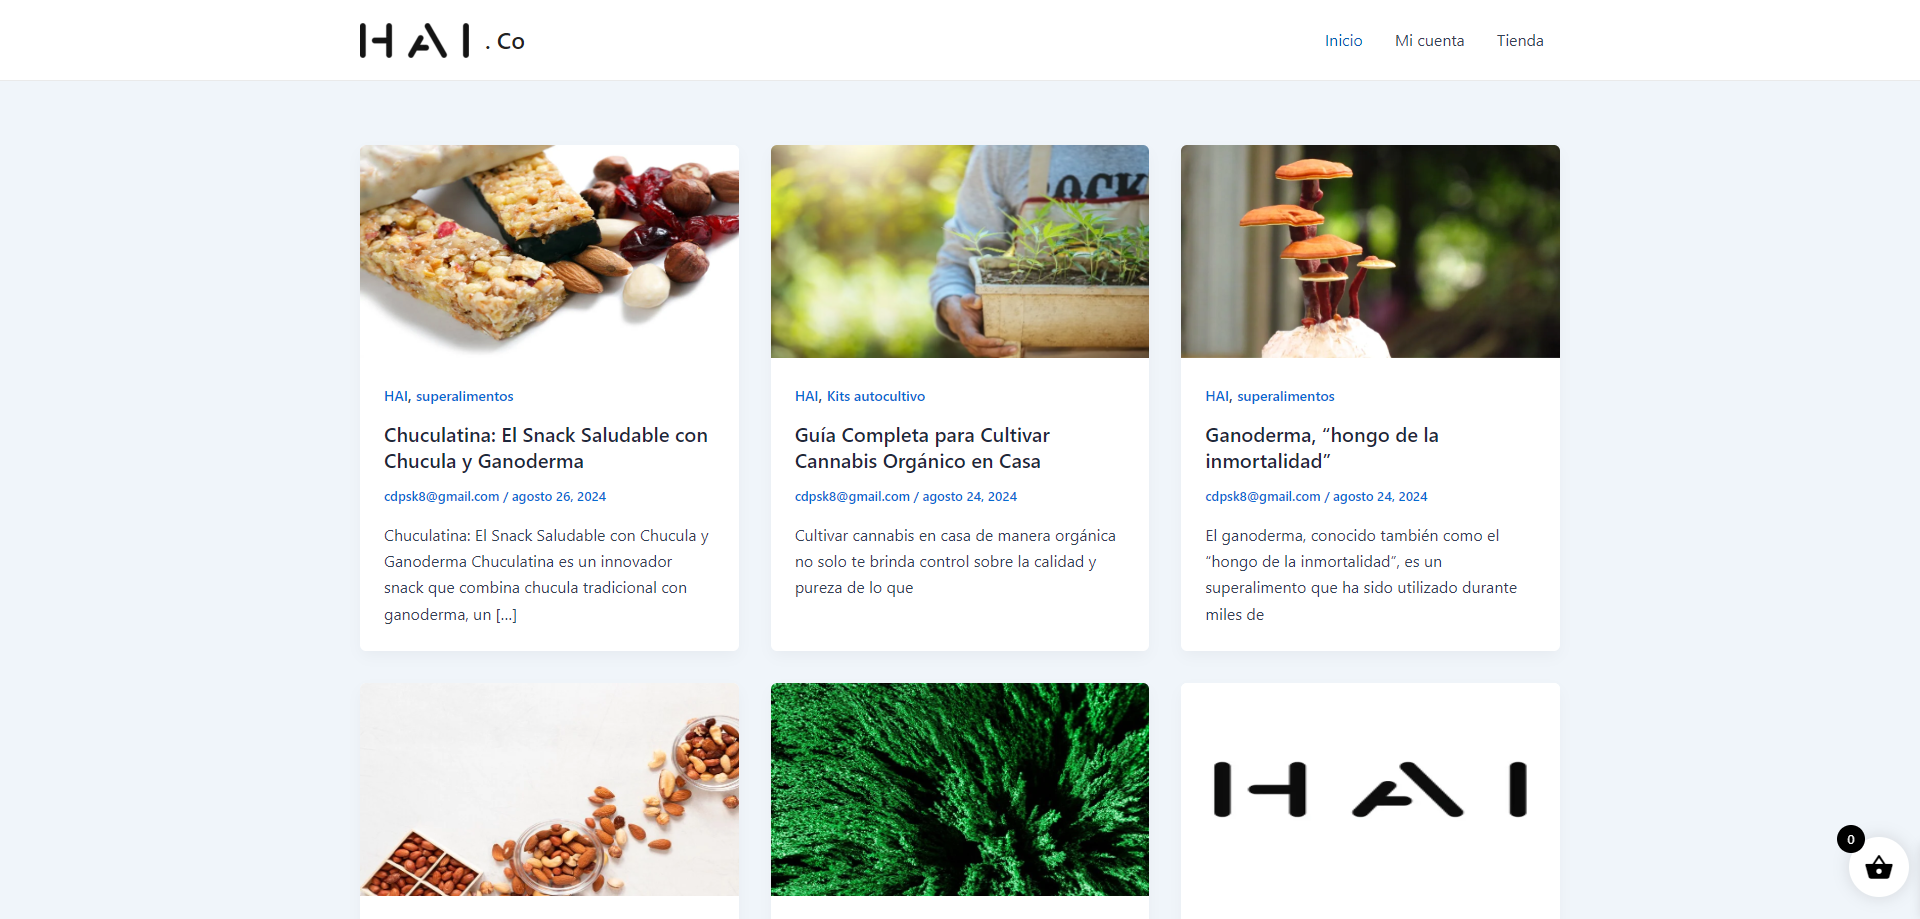 HAI . Co
Inicio
Mi cuenta
Tienda
OCK
HAI, superalimentos
Chuculatina: El Snack Saludable con
Chucula y Ganoderma
cdpsk8@gmail.com / agosto 26, 2024
Chuculatina: El Snack Saludable con Chucula y
Ganoderma Chuculatina es un innovador
snack que combina chucula tradicional con
ganoderma, un […]
HAI, Kits autocultivo
Guía Completa para Cultivar
Cannabis Orgánico en Casa
cdpsk8@gmail.com / agosto 24, 2024
Cultivar cannabis en casa de manera orgánica
no solo te brinda control sobre la calidad y
pureza de lo que
HAI, superalimentos
Ganoderma, “hongo de la
inmortalidad”
cdpsk8@gmail.com / agosto 24, 2024
El ganoderma, conocido también como el
“hongo de la inmortalidad”, es un
superalimento que ha sido utilizado durante
miles de
HAI
0